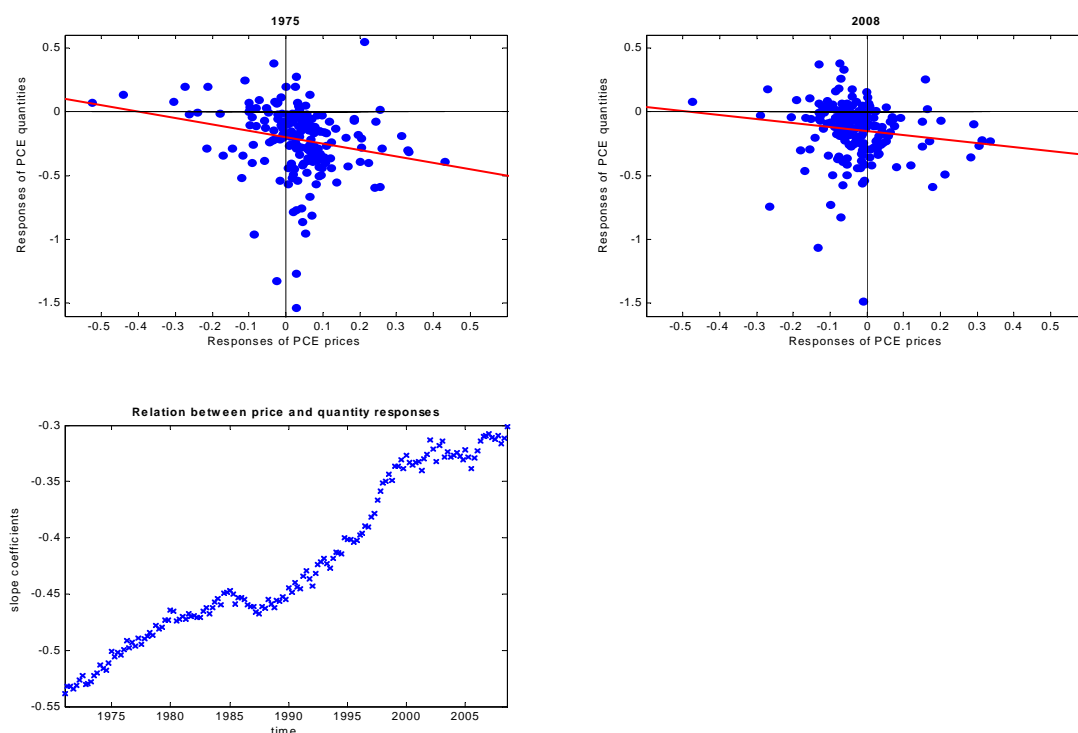 1975
0.5
0
-0.5
-1
-1.5
Responses of PCE quantities
-0.5 -0.4 -0.3 -0.2 -0.1 0 0.1 0.2 0.3 0.4 0.5
Responses of PCE prices
2008
0.5
0
-0.5
-1
-1.5
Responses of PCE quantities
-0.5 -0.4 -0.3 -0.2 -0.1 0 0.1 0.2 0.3 0.4 0.5
Responses of PCE prices
Relation between price and quantity responses
-0.3
-0.35
-0.4
-0.45
-0.5
-0.55
slope coefficients
1975 1980 1985 1990 1995 2000 2005
time